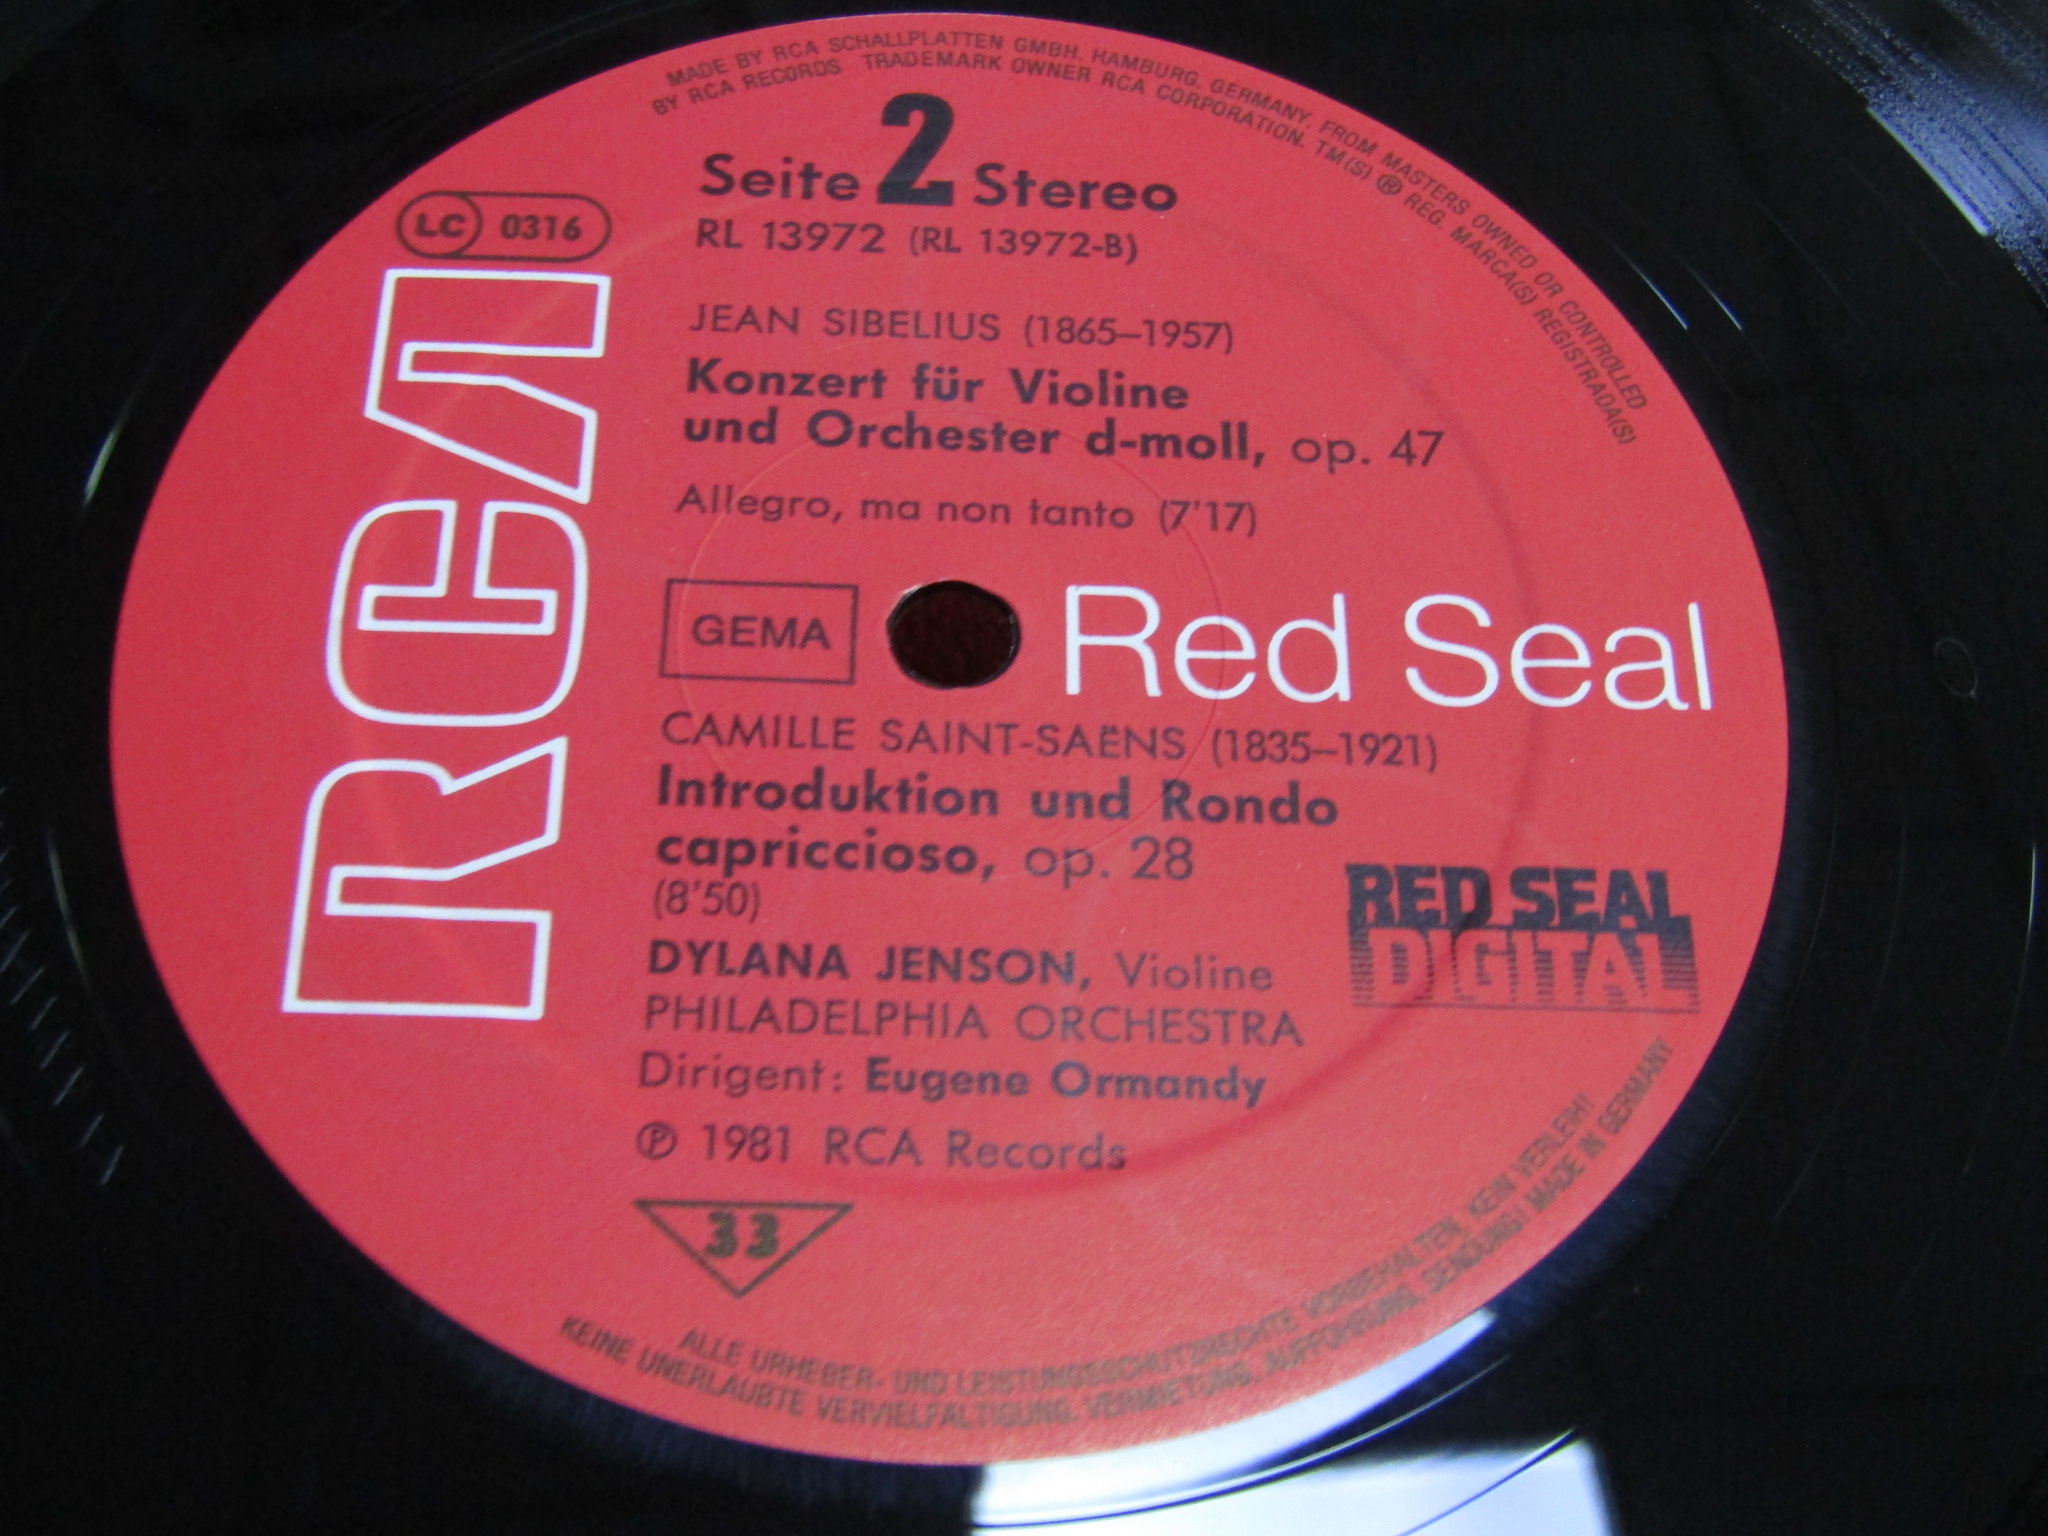 MADE BY RCA SCHALLPLATTEN GMBH, HAMBURG, GERMANY, FROM MASTERS OWNED OR CONTROLLED
BY RCA RECORDS TRADEMARK OWNER RCA CORPORATION. TM(S) ® REG. MARCA(S) REGISTRADA(S)
Seite 2 Stereo
LC 0316
RL 13972 (RL 13972-B)
RCA
JEAN SIBELIUS (1865–1957)
Konzert für Violine
und Orchester d-moll, op. 47
Allegro, ma non tanto (7'17)
GEMA
Red Seal
CAMILLE SAINT-SAËNS (1835–1921)
Introduktion und Rondo
capriccioso, op. 28
(8'50)
RED SEAL
DIGITAL
DYLANA JENSON, Violine
PHILADELPHIA ORCHESTRA
Dirigent: Eugene Ormandy
℗ 1981 RCA Records
33
ALLE URHEBER- UND LEISTUNGSSCHUTZRECHTE VORBEHALTEN. KEIN VERLEIH!
KEINE UNERLAUBTE VERVIELFÄLTIGUNG, VERMIETUNG, AUFFÜHRUNG, SENDUNG! MADE IN GERMANY